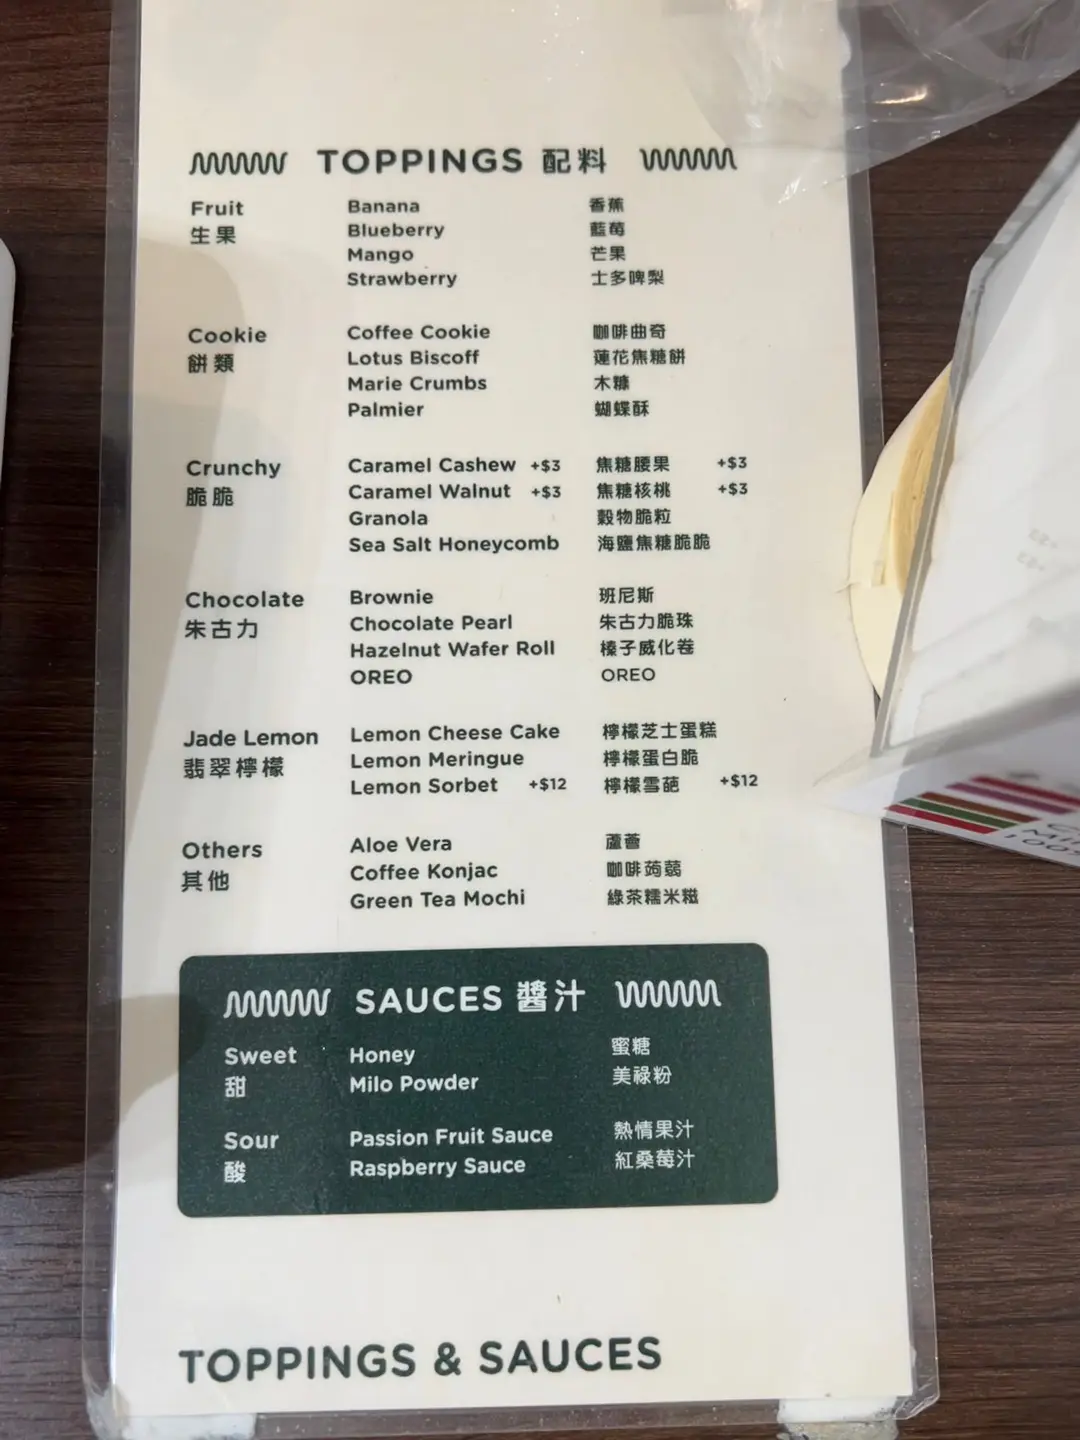 TOPPINGS 配料
Fruit Banana 香蕉
生果 Blueberry 藍莓
Mango 芒果
Strawberry 士多啤梨
Cookie Coffee Cookie 咖啡曲奇
餅類 Lotus Biscoff 蓮花焦糖餅
Marie Crumbs 木糠
Palmier 蝴蝶酥
Crunchy Caramel Cashew +$3 焦糖腰果 +$3
脆脆 Caramel Walnut +$3 焦糖核桃 +$3
Granola 穀物脆粒
Sea Salt Honeycomb 海鹽焦糖脆脆
Chocolate Brownie 班尼斯
朱古力 Chocolate Pearl 朱古力脆珠
Hazelnut Wafer Roll 榛子威化卷
OREO OREO
Jade Lemon Lemon Cheese Cake 檸檬芝士蛋糕
翡翠檸檬 Lemon Meringue 檸檬蛋白脆
Lemon Sorbet +$12 檸檬雪葩 +$12
Others Aloe Vera 蘆薈
其他 Coffee Konjac 咖啡蒟蒻
Green Tea Mochi 綠茶糯米糍
SAUCES 醬汁
Sweet Honey 蜜糖
甜 Milo Powder 美祿粉
Sour Passion Fruit Sauce 熱情果汁
酸 Raspberry Sauce 紅桑莓汁
TOPPINGS & SAUCES